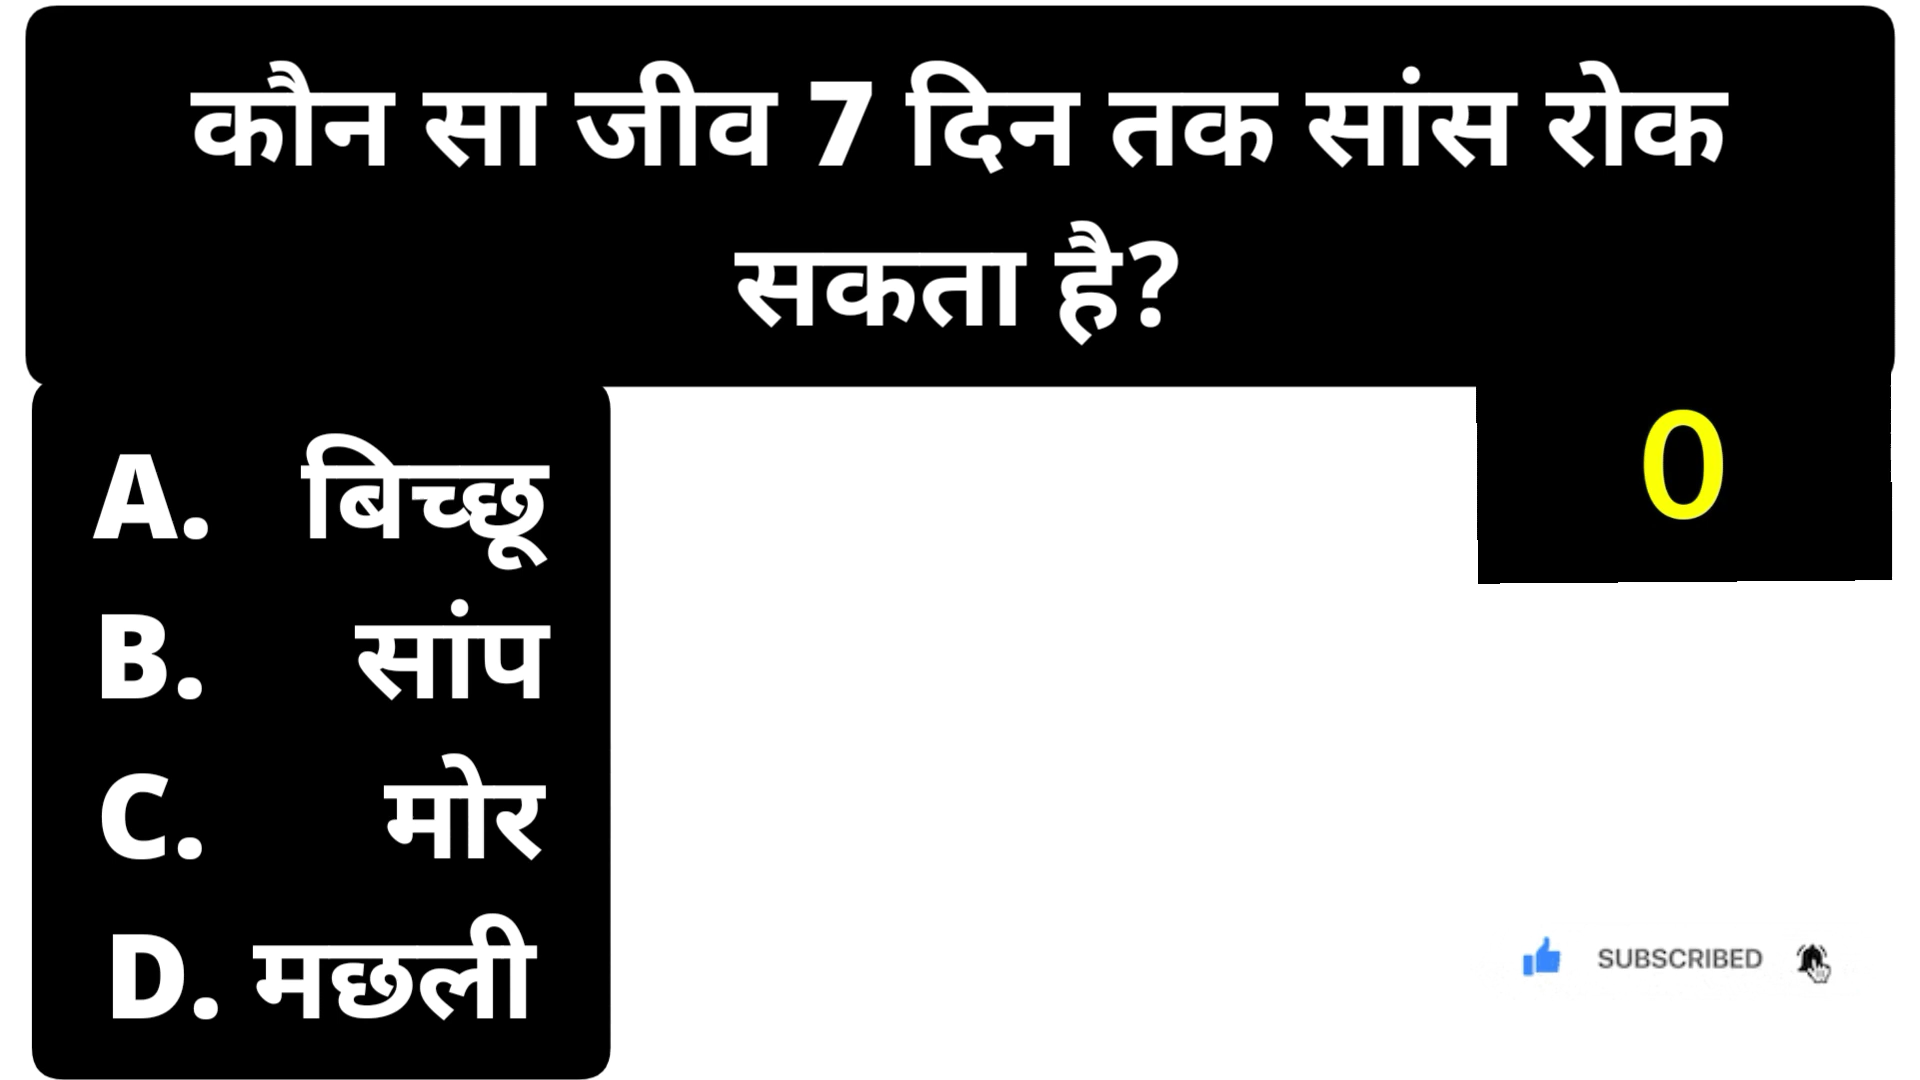 कौन सा जीव 7 दिन तक सांस रोक
सकता है?
0
A. बिच्छू
B. सांप
C. मोर
D. मछली
SUBSCRIBED